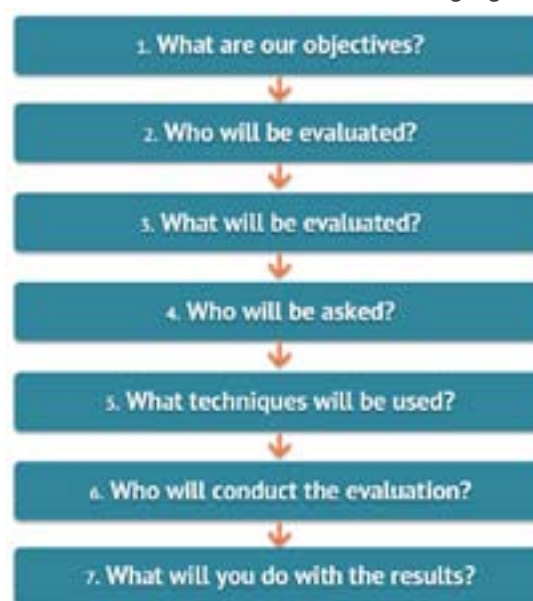 1. What are our objectives?
2. Who will be evaluated?
3. What will be evaluated?
4. Who will be asked?
5. What techniques will be used?
6. Who will conduct the evaluation?
7. What will you do with the results?